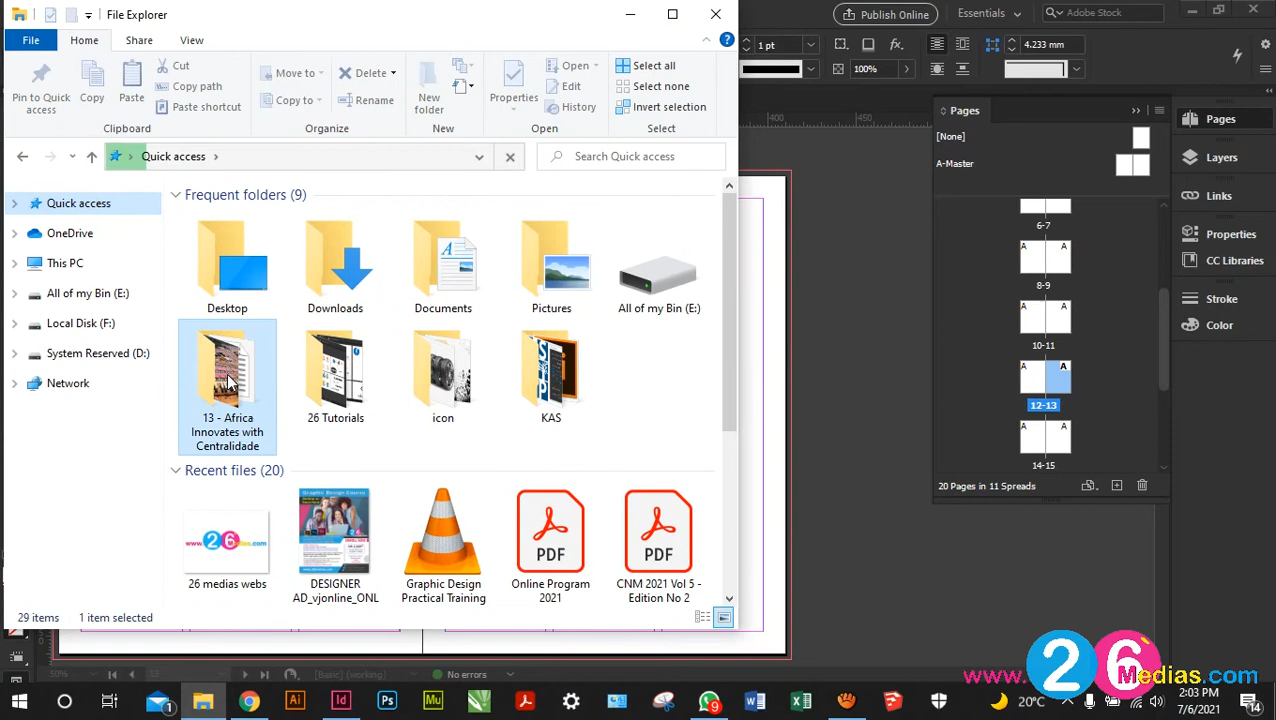 File Explorer
File
Home
Share
View
Pin to Quick access
Copy
Paste
Cut
Copy path
Paste shortcut
Clipboard
Move to
Copy to
Delete
Rename
Organize
New folder
New
Properties
Open
Edit
History
Open
Select all
Select none
Invert selection
Select
Quick access
Search Quick access
Quick access
OneDrive
This PC
All of my Bin (E:)
Local Disk (F:)
System Reserved (D:)
Network
Frequent folders (9)
Desktop
Downloads
Documents
Pictures
All of my Bin (E:)
13 - Africa
Innovates with
Centralidade
26 Tutorials
icon
KAS
Recent files (20)
26 medias webs
DESIGNER
AD_vjonline_ONL
Graphic Design
Practical Training
PDF
Online Program
2021
PDF
CNM 2021 Vol 5 -
Edition No 2
29 items
1 item selected
Publish Online
Essentials
Adobe Stock
1 pt
4.233 mm
100%
400
450
Pages
[None]
A-Master
6-7
A A
8-9
A A
10-11
A A
12-13
A A
14-15
20 Pages in 11 Spreads
Pages
Layers
Links
Properties
CC Libraries
Stroke
Color
50%
[Basic] (working)
No errors
www.26Medias.com
20°C
2:03 PM
7/6/2021